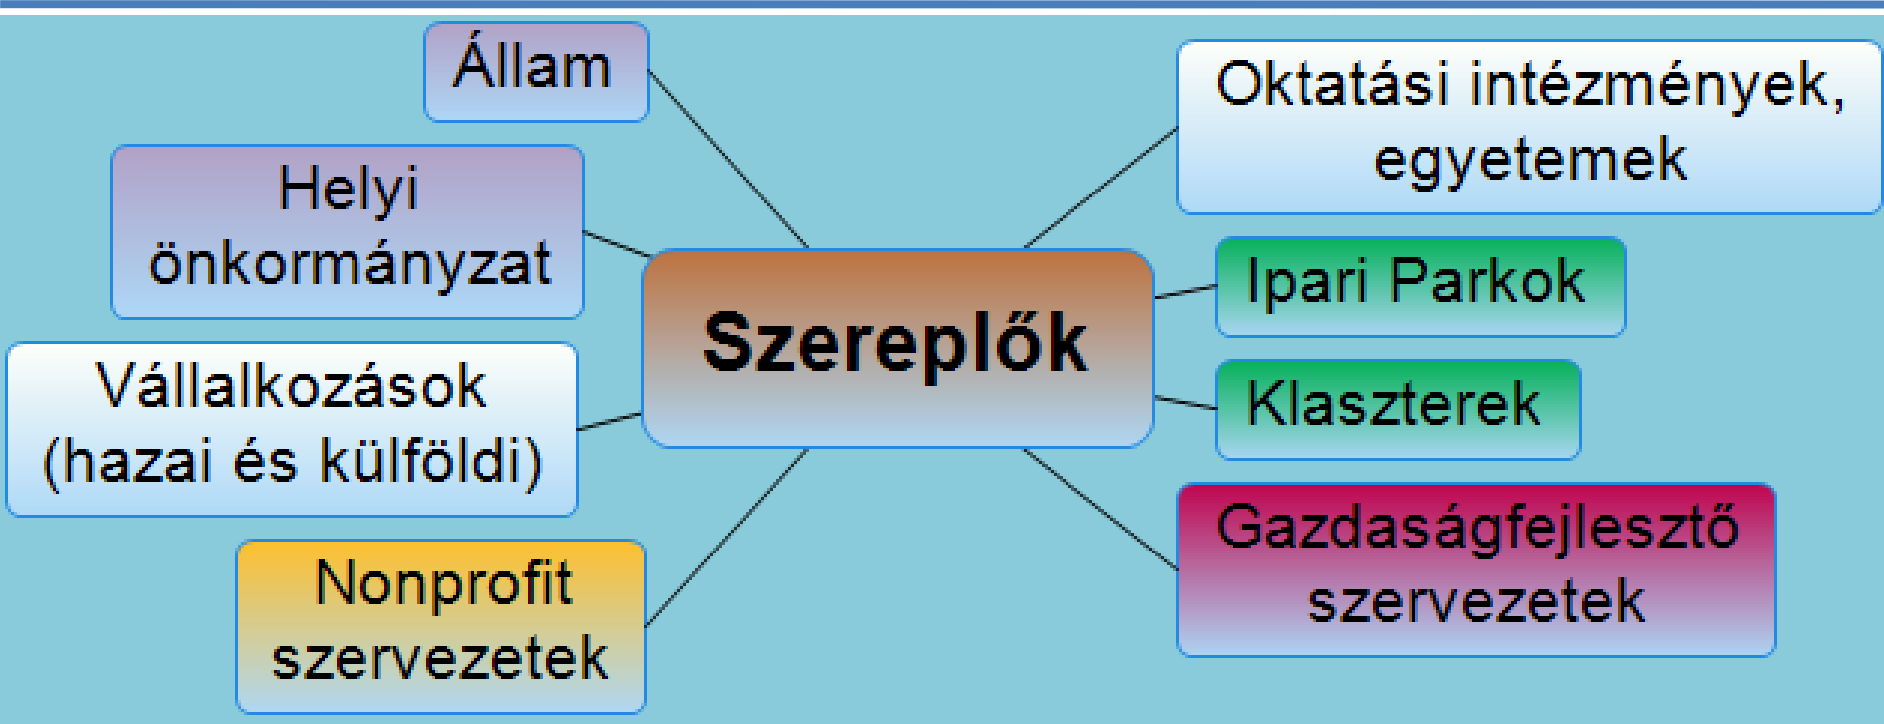 Állam
Helyi
önkormányzat
Vállalkozások
(hazai és külföldi)
Nonprofit
szervezetek
Szereplők
Oktatási intézmények,
egyetemek
Ipari Parkok
Klaszterek
Gazdaságfejlesztő
szervezetek